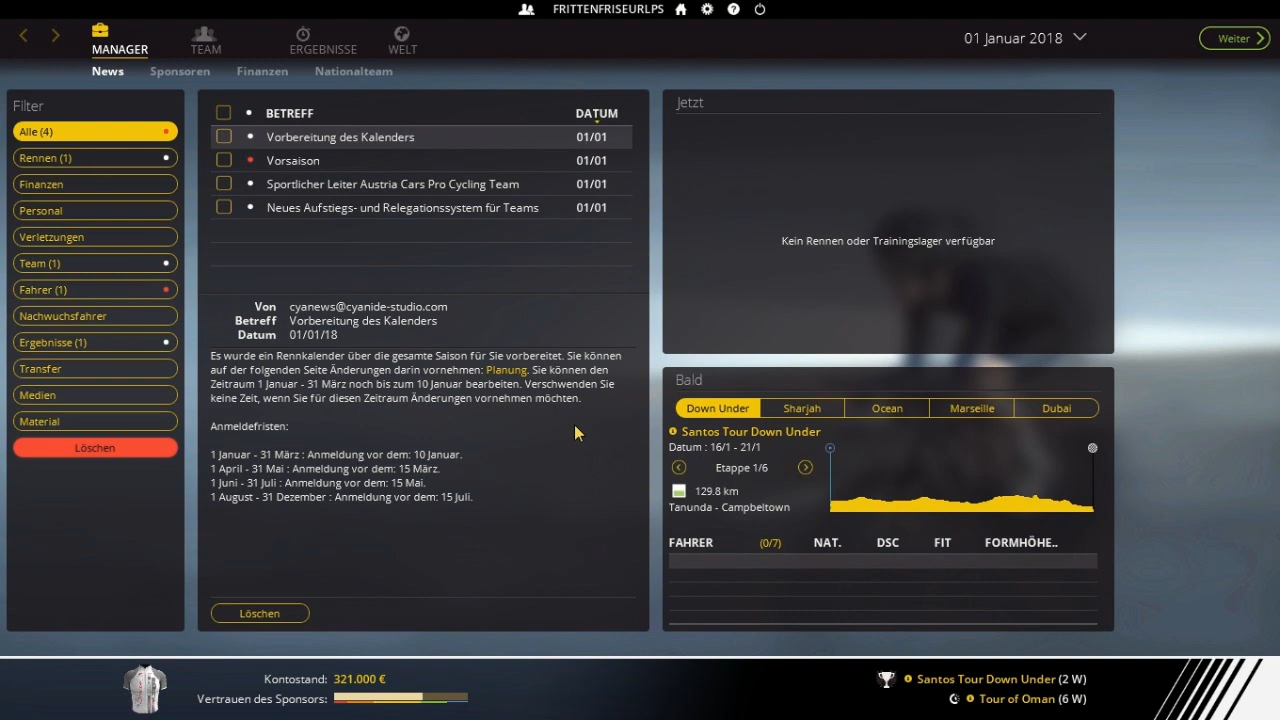 FRITTENFRISEURLPS
MANAGER
TEAM
ERGEBNISSE
WELT
01 Januar 2018
Weiter
News
Sponsoren
Finanzen
Nationalteam
Filter
Alle (4)
Rennen (1)
Finanzen
Personal
Verletzungen
Team (1)
Fahrer (1)
Nachwuchsfahrer
Ergebnisse (1)
Transfer
Medien
Material
Löschen
BETREFF DATUM
Vorbereitung des Kalenders 01/01
Vorsaison 01/01
Sportlicher Leiter Austria Cars Pro Cycling Team 01/01
Neues Aufstiegs- und Relegationssystem für Teams 01/01
Von cyanews@cyanide-studio.com
Betreff Vorbereitung des Kalenders
Datum 01/01/18
Es wurde ein Rennkalender über die gesamte Saison für Sie vorbereitet. Sie können
auf der folgenden Seite Änderungen darin vornehmen: Planung. Sie können den
Zeitraum 1 Januar - 31 März noch bis zum 10 Januar bearbeiten. Verschwenden Sie
keine Zeit, wenn Sie für diesen Zeitraum Änderungen vornehmen möchten.
Anmeldefristen:
1 Januar - 31 März : Anmeldung vor dem: 10 Januar.
1 April - 31 Mai : Anmeldung vor dem: 15 März.
1 Juni - 31 Juli : Anmeldung vor dem: 15 Mai.
1 August - 31 Dezember : Anmeldung vor dem: 15 Juli.
Löschen
Jetzt
Kein Rennen oder Trainingslager verfügbar
Bald
Down Under
Sharjah
Ocean
Marseille
Dubai
Santos Tour Down Under
Datum : 16/1 - 21/1
Etappe 1/6
129.8 km
Tanunda - Campbeltown
FAHRER (0/7) NAT. DSC FIT FORMHÖHE..
Kontostand: 321.000 €
Vertrauen des Sponsors:
Santos Tour Down Under (2 W)
Tour of Oman (6 W)